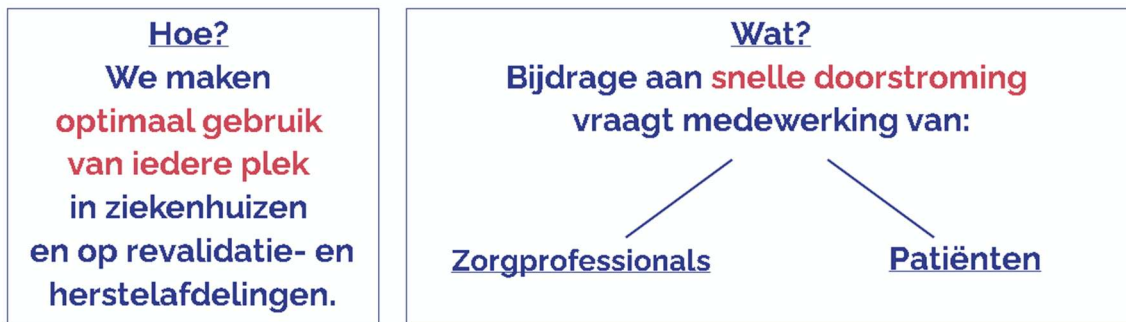 Hoe?
We maken
optimaal gebruik
van iedere plek
in ziekenhuizen
en op revalidatie- en
herstelafdelingen.
Wat?
Bijdrage aan snelle doorstroming
vraagt medewerking van:
Zorgprofessionals
Patiënten